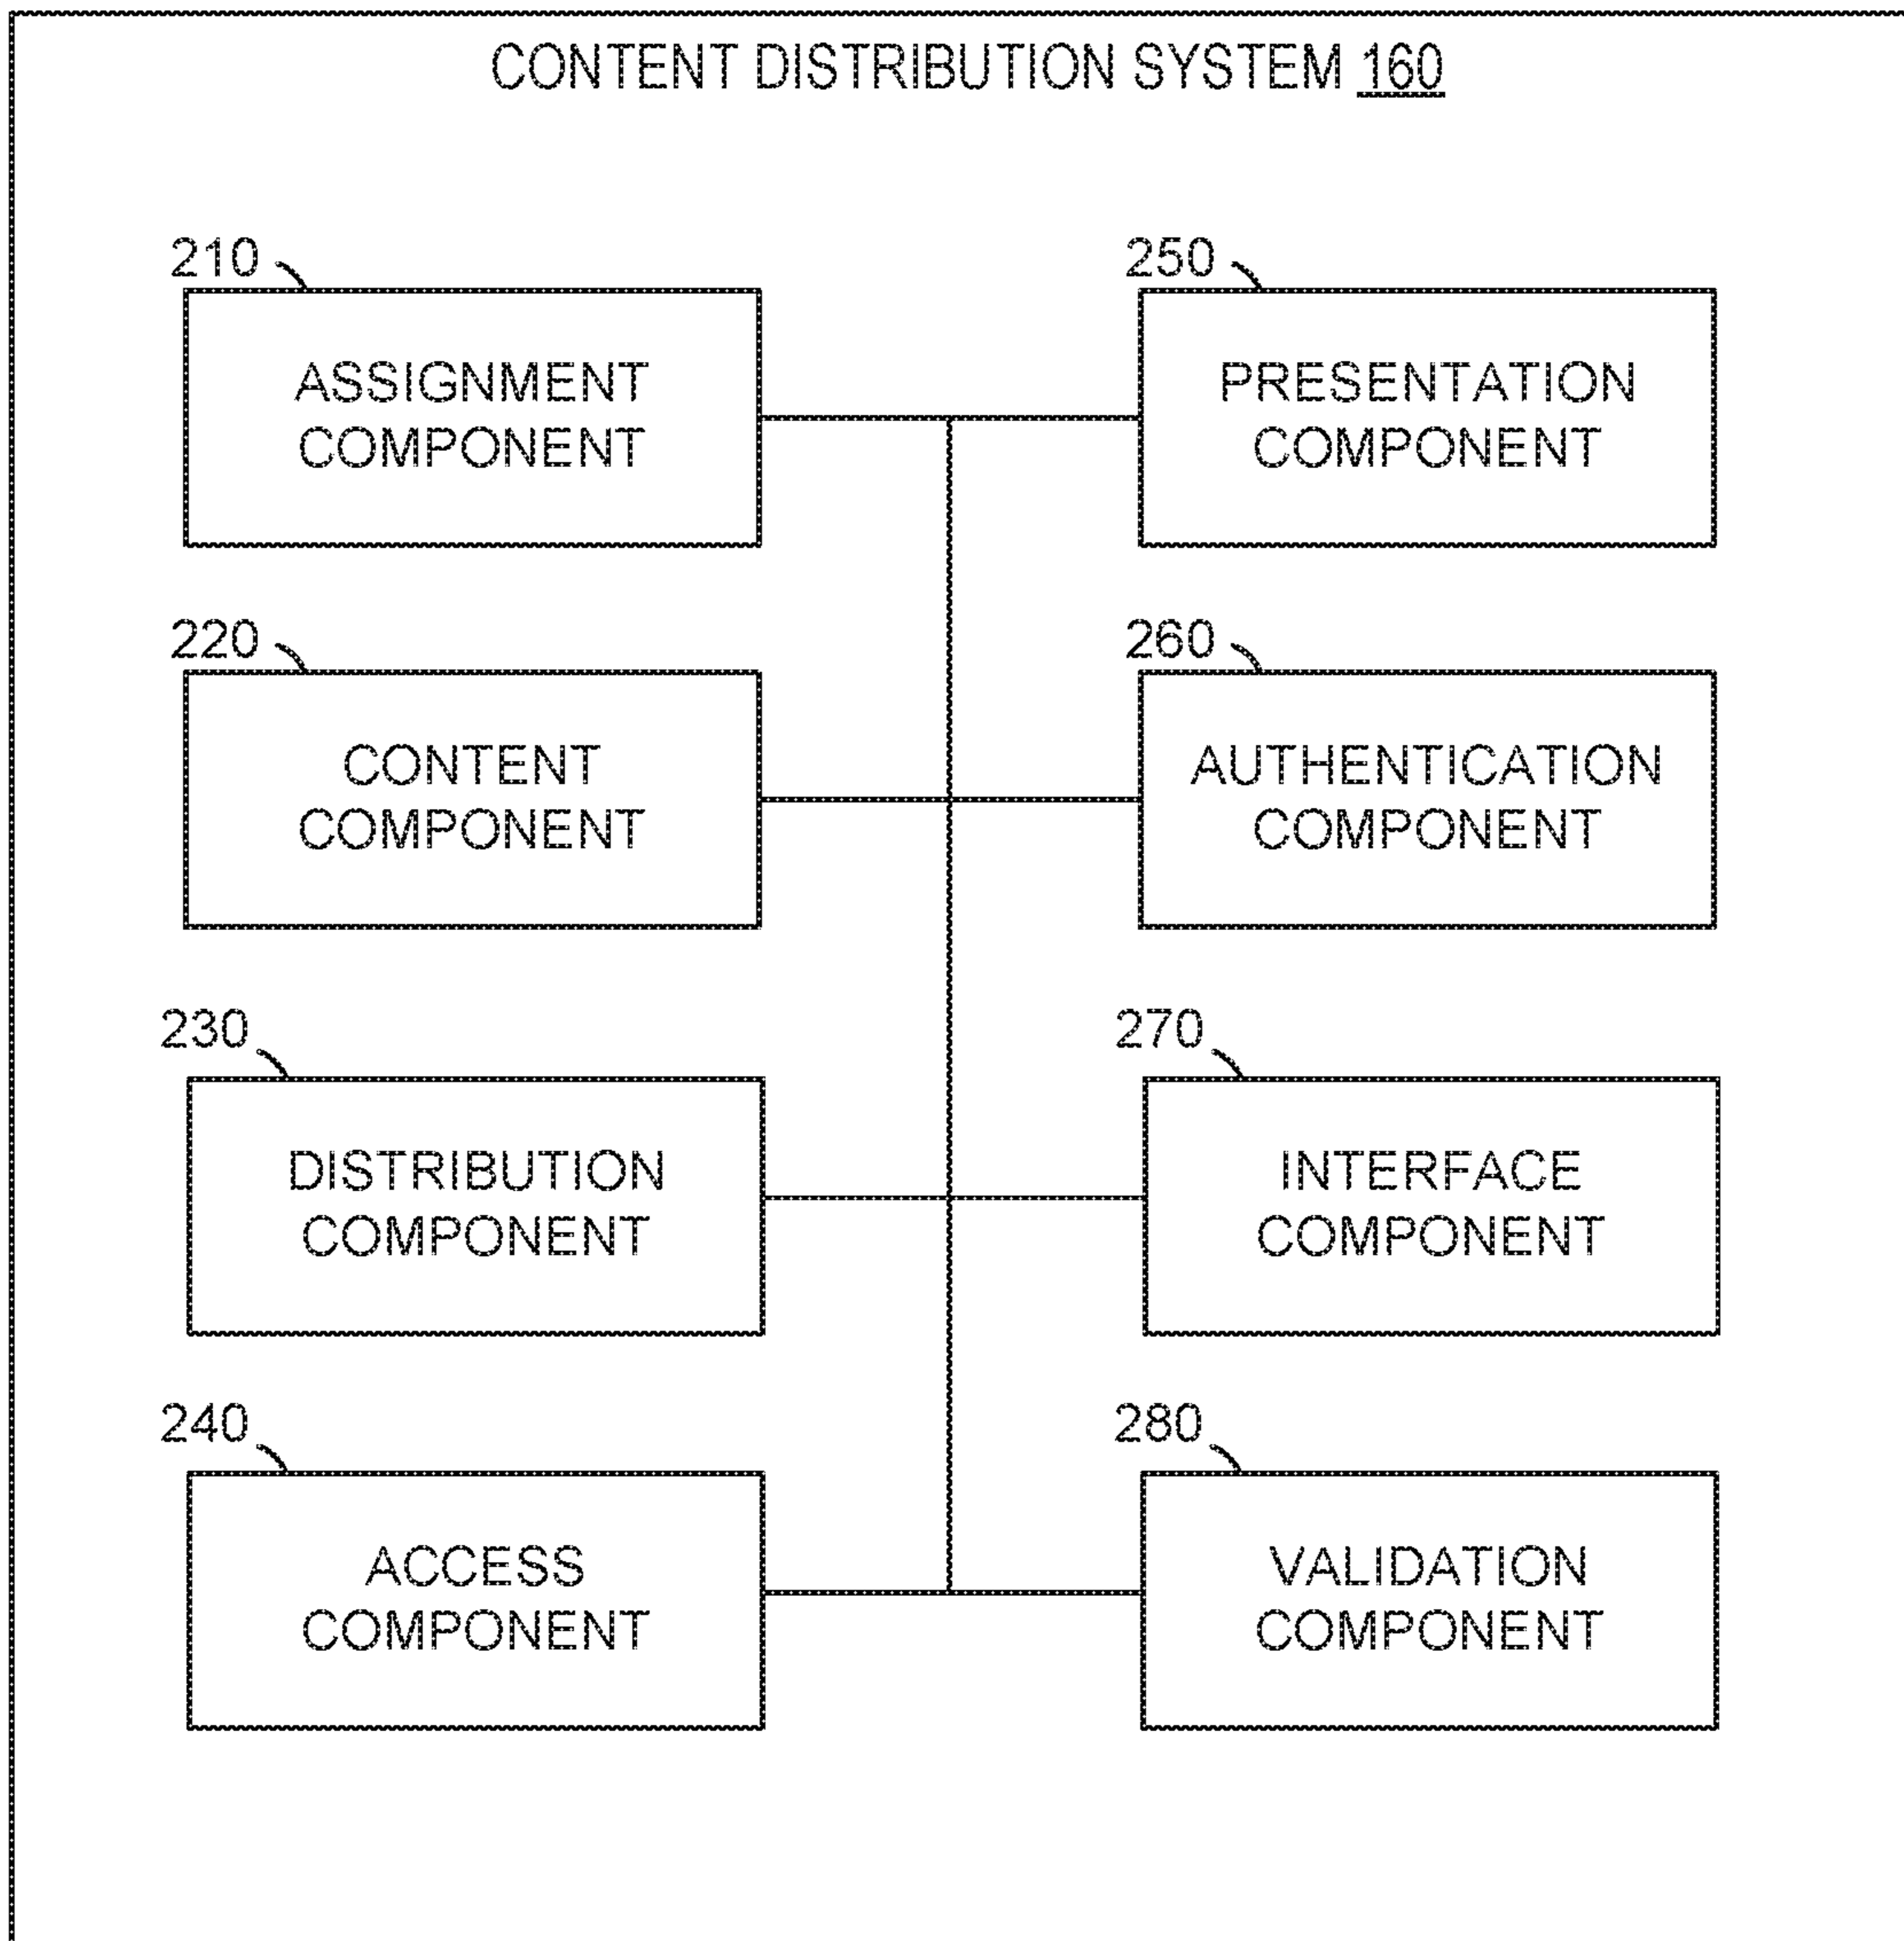 CONTENT DISTRIBUTION SYSTEM 160
210
ASSIGNMENT
COMPONENT
250
PRESENTATION
COMPONENT
220
CONTENT
COMPONENT
260
AUTHENTICATION
COMPONENT
230
DISTRIBUTION
COMPONENT
270
INTERFACE
COMPONENT
240
ACCESS
COMPONENT
280
VALIDATION
COMPONENT